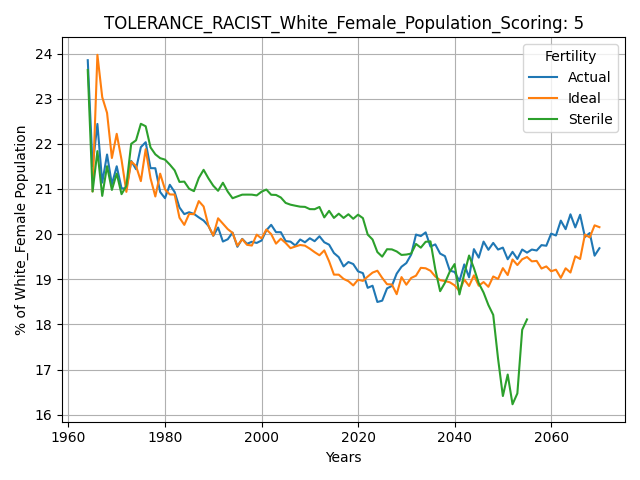 TOLERANCE_RACIST_White_Female_Population_Scoring: 5
% of White_Female Population
24
23
22
21
20
19
18
17
16
Fertility
Actual
Ideal
Sterile
1960 1980 2000 2020 2040 2060
Years